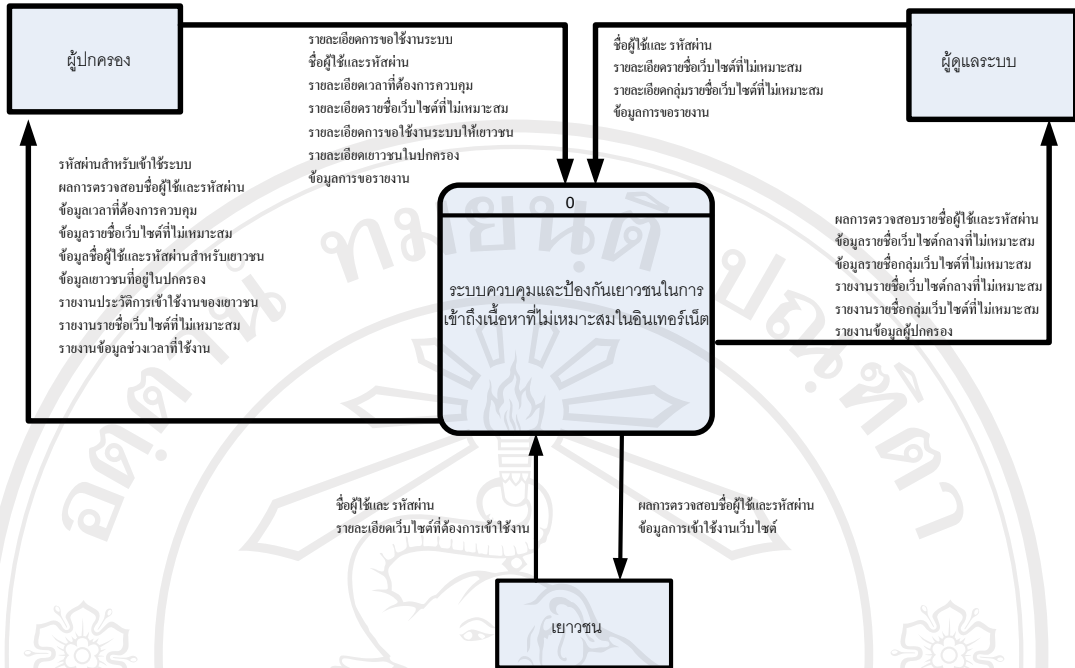 ผู้ปกครอง
รายละเอียดการขอใช้งานระบบ
ชื่อผู้ใช้และรหัสผ่าน
รายละเอียดเวลาที่ต้องการควบคุม
รายละเอียดรายชื่อเว็บไซต์ที่ไม่เหมาะสม
รายละเอียดการขอใช้งานระบบให้เยาวชน
รายละเอียดเยาวชนในปกครอง
ข้อมูลการขอรายงาน
ชื่อผู้ใช้และ รหัสผ่าน
รายละเอียดรายชื่อเว็บไซต์ที่ไม่เหมาะสม
รายละเอียดกลุ่มรายชื่อเว็บไซต์ที่ไม่เหมาะสม
ข้อมูลการขอรายงาน
ผู้ดูแลระบบ
รหัสผ่านสำหรับเข้าใช้ระบบ
ผลการตรวจสอบชื่อผู้ใช้และรหัสผ่าน
ข้อมูลเวลาที่ต้องการควบคุม
ข้อมูลรายชื่อเว็บไซต์ที่ไม่เหมาะสม
ข้อมูลชื่อผู้ใช้และรหัสผ่านสำหรับเยาวชน
ข้อมูลเยาวชนที่อยู่ในปกครอง
รายงานประวัติการเข้าใช้งานของเยาวชน
รายงานรายชื่อเว็บไซต์ที่ไม่เหมาะสม
รายงานข้อมูลช่วงเวลาที่ใช้งาน
0
ระบบควบคุมและป้องกันเยาวชนในการ
เข้าถึงเนื้อหาที่ไม่เหมาะสมในอินเทอร์เน็ต
ผลการตรวจสอบรายชื่อผู้ใช้และรหัสผ่าน
ข้อมูลรายชื่อเว็บไซต์กลางที่ไม่เหมาะสม
ข้อมูลรายชื่อกลุ่มเว็บไซต์ที่ไม่เหมาะสม
รายงานรายชื่อเว็บไซต์กลางที่ไม่เหมาะสม
รายงานรายชื่อกลุ่มเว็บไซต์ที่ไม่เหมาะสม
รายงานข้อมูลผู้ปกครอง
ชื่อผู้ใช้และ รหัสผ่าน
รายละเอียดเว็บไซต์ที่ต้องการเข้าใช้งาน
ผลการตรวจสอบชื่อผู้ใช้และรหัสผ่าน
ข้อมูลการเข้าใช้งานเว็บไซต์
เยาวชน
อตฺตานํ ทมยนฺติ ปณฺฑิตา